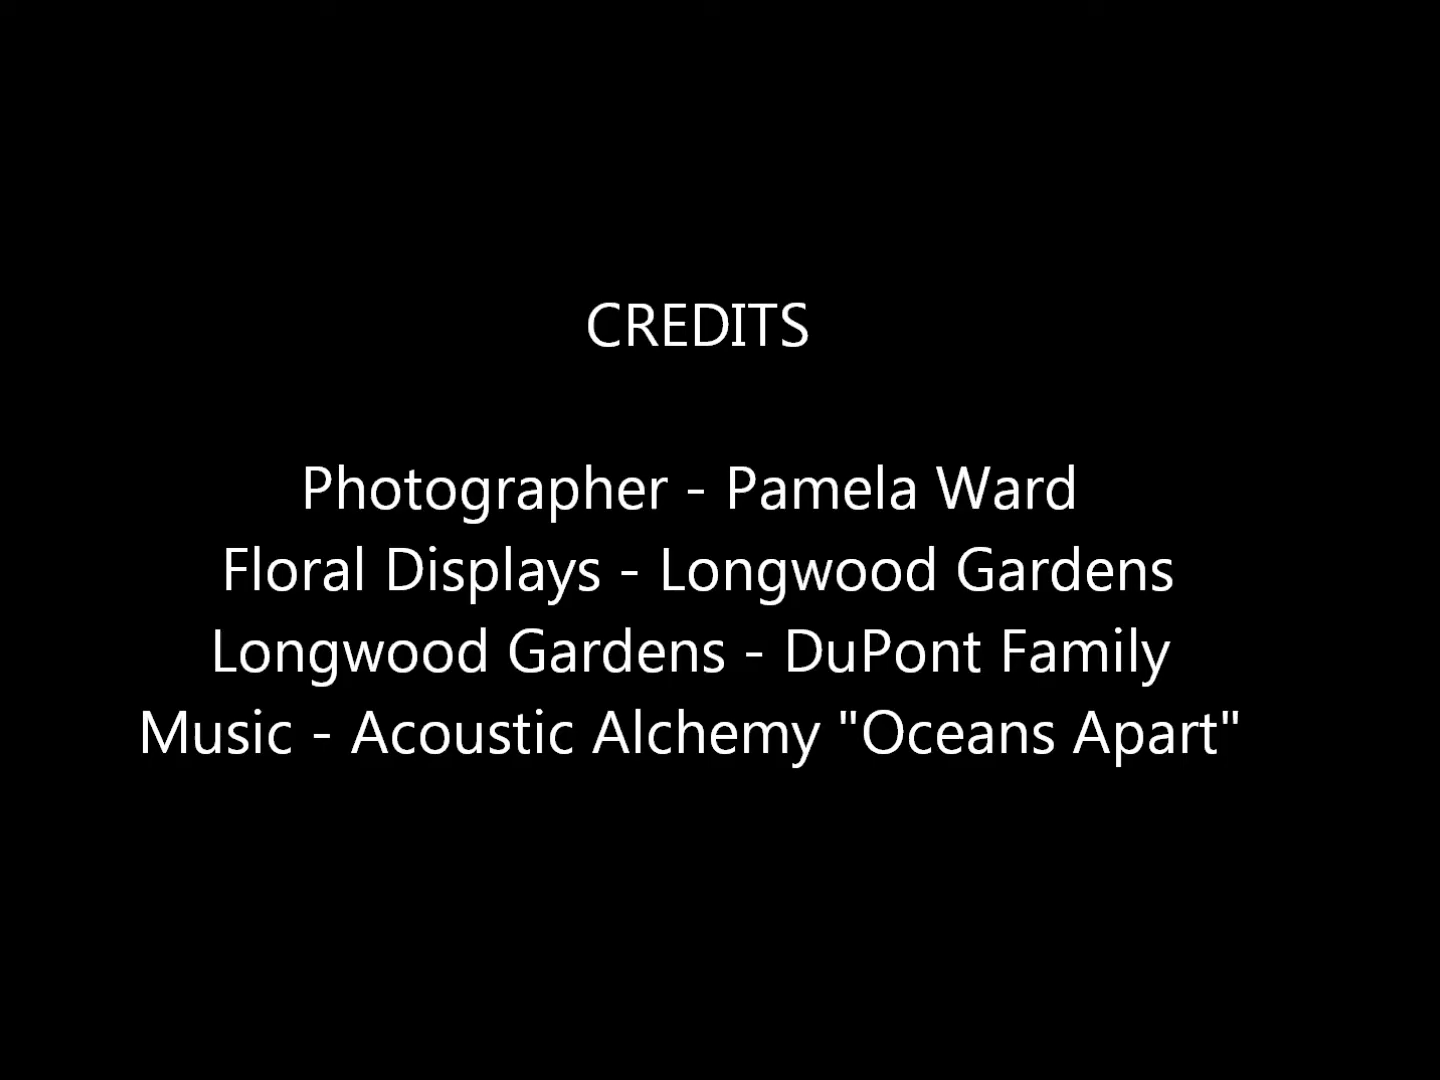 CREDITS
Photographer - Pamela Ward
Floral Displays - Longwood Gardens
Longwood Gardens - DuPont Family
Music - Acoustic Alchemy "Oceans Apart"